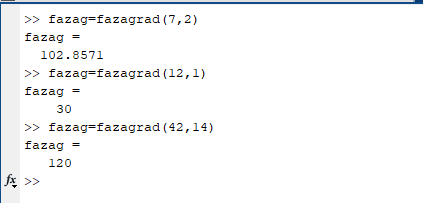 >> fazag=fazagrad(7,2)
fazag =
102.8571
>> fazag=fazagrad(12,1)
fazag =
30
>> fazag=fazagrad(42,14)
fazag =
120
fx >>